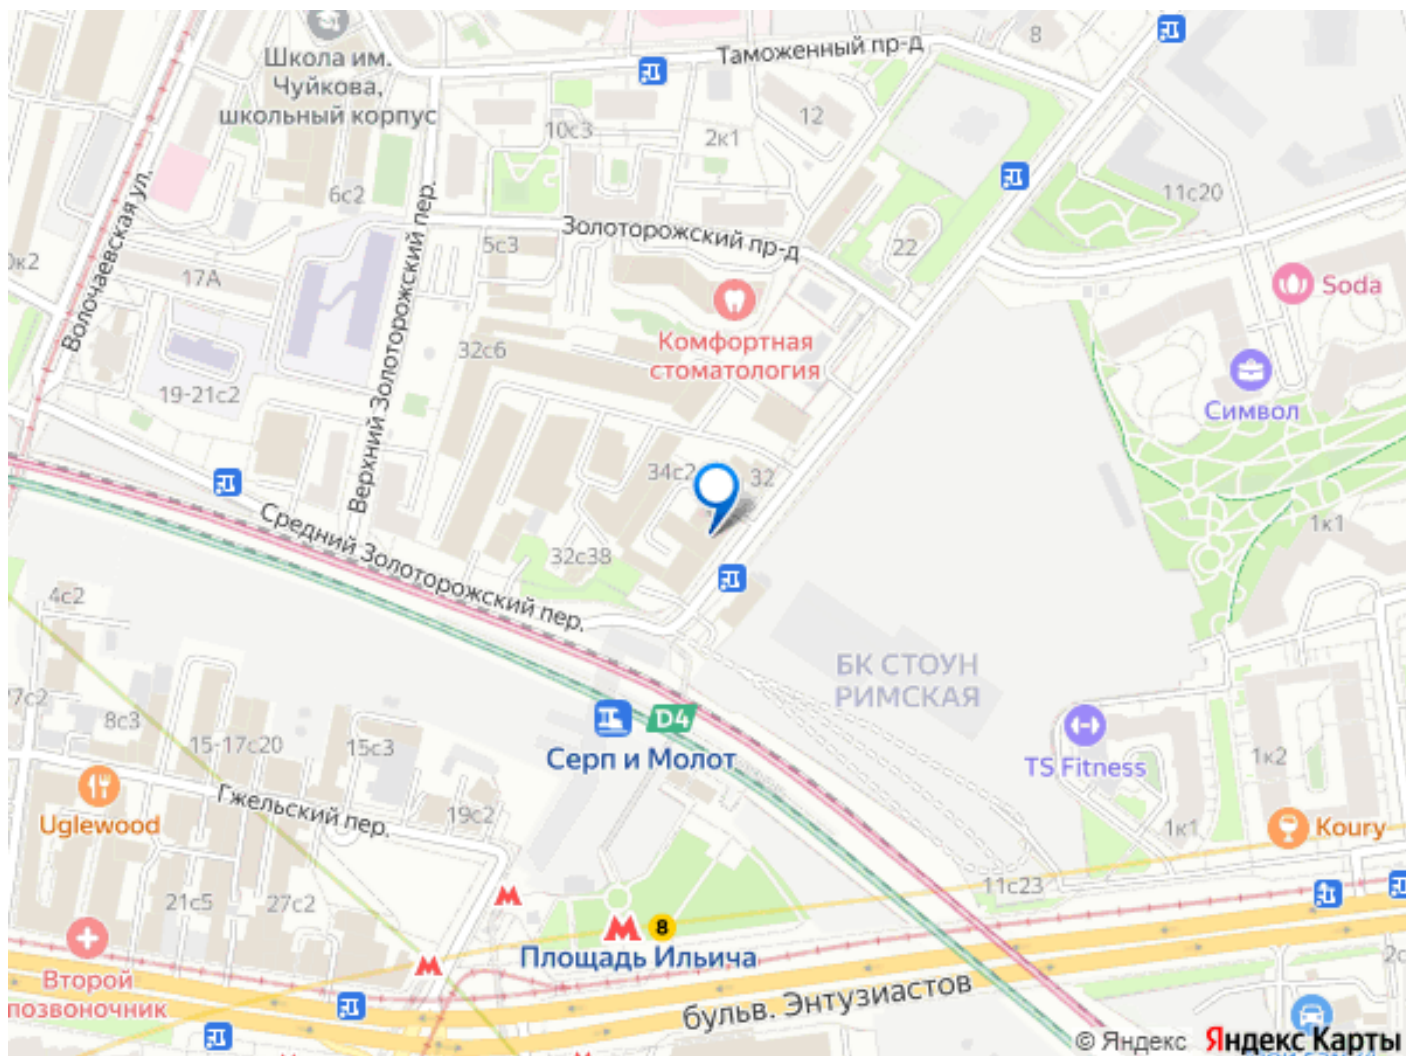 8
Таможенный пр-д
Школа им.
Чуйкова,
школьный корпус
10с3
2к1
12
6с2
11с20
Волочаевская ул.
Верхний Золоторожский пер.
Золоторожский пр-д
5с3
22
17А
Soda
Комфортная
стоматология
32с6
19-21с2
Символ
34с2
32
1к1
Средний Золоторожский пер.
32с38
4с2
БК СТОУН
РИМСКАЯ
8с3
D4
Серп и Молот
15-17с20
15с3
TS Fitness
1к2
Uglewood
Гжельский пер.
19с2
1к1
Koury
11с23
21с5
27с2
8
Площадь Ильича
Второй
позвоночник
бульв. Энтузиастов
© Яндекс Яндекс Карты